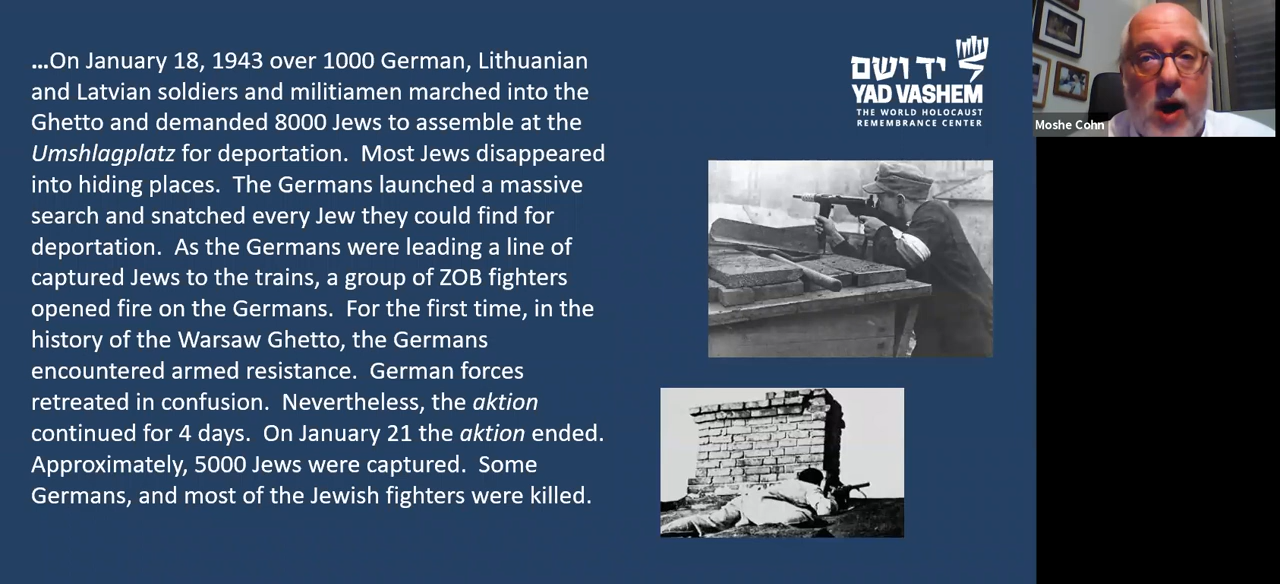 …On January 18, 1943 over 1000 German, Lithuanian
and Latvian soldiers and militiamen marched into the
Ghetto and demanded 8000 Jews to assemble at the
Umshlagplatz for deportation.  Most Jews disappeared
into hiding places.  The Germans launched a massive
search and snatched every Jew they could find for
deportation.  As the Germans were leading a line of
captured Jews to the trains, a group of ZOB fighters
opened fire on the Germans.  For the first time, in the
history of the Warsaw Ghetto, the Germans
encountered armed resistance.  German forces
retreated in confusion.  Nevertheless, the aktion
continued for 4 days.  On January 21 the aktion ended.
Approximately, 5000 Jews were captured.  Some
Germans, and most of the Jewish fighters were killed.
יד ושם
YAD VASHEM
THE WORLD HOLOCAUST
REMEMBRANCE CENTER
Moshe Cohn